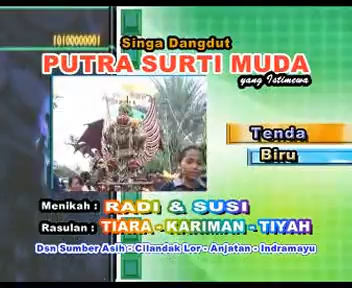 10100000001
Singa Dangdut
PUTRA SURTI MUDA
yang Istimewa
Tenda
Biru
Menikah : RADI & SUSI
Rasulan : TIARA - KARIMAN - TIYAH
Dsn Sumber Asih - Cilandak Lor - Anjatan - Indramayu